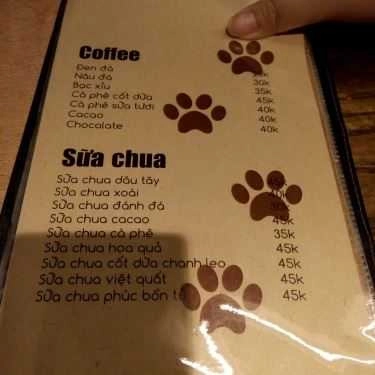 Coffee
Đen đá
Nâu đá 30k
Bạc xỉu 35k
Cà phê cốt dừa 45k
Cà phê sữa tươi 40k
Cacao 40k
Chocolate 40k
Sữa chua
Sữa chua dâu tây
Sữa chua xoài 40k
Sữa chua đánh đá
Sữa chua cacao 45k
Sữa chua cà phê 35k
Sữa chua hoa quả 45k
Sữa chua cốt dừa chanh leo 45k
Sữa chua việt quất 45k
Sữa chua phúc bồn tử 45k